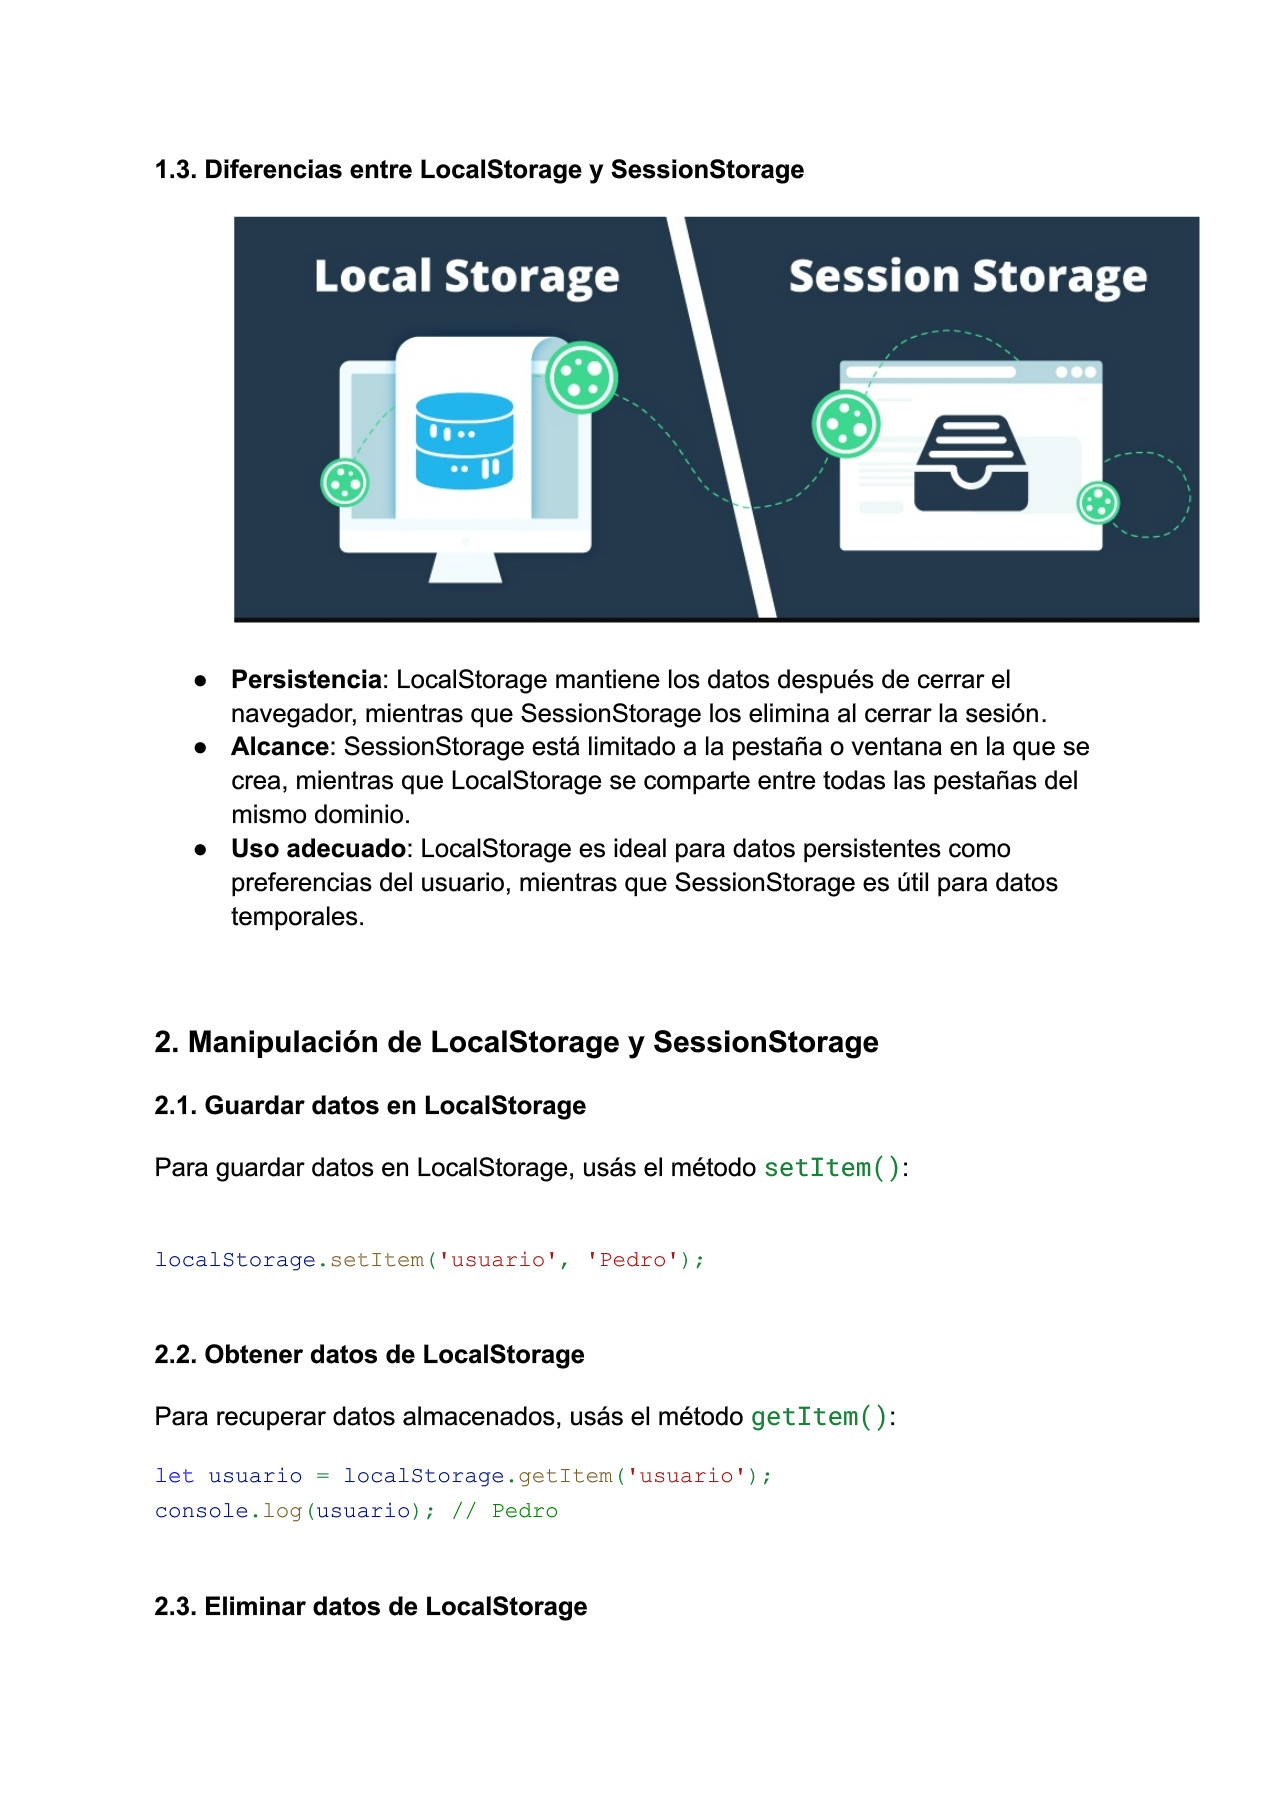 1.3. Diferencias entre LocalStorage y SessionStorage
Local Storage
Session Storage
● Persistencia: LocalStorage mantiene los datos después de cerrar el
navegador, mientras que SessionStorage los elimina al cerrar la sesión.
● Alcance: SessionStorage está limitado a la pestaña o ventana en la que se
crea, mientras que LocalStorage se comparte entre todas las pestañas del
mismo dominio.
● Uso adecuado: LocalStorage es ideal para datos persistentes como
preferencias del usuario, mientras que SessionStorage es útil para datos
temporales.
2. Manipulación de LocalStorage y SessionStorage
2.1. Guardar datos en LocalStorage
Para guardar datos en LocalStorage, usás el método setItem():
localStorage.setItem('usuario', 'Pedro');
2.2. Obtener datos de LocalStorage
Para recuperar datos almacenados, usás el método getItem():
let usuario = localStorage.getItem('usuario');
console.log(usuario); // Pedro
2.3. Eliminar datos de LocalStorage